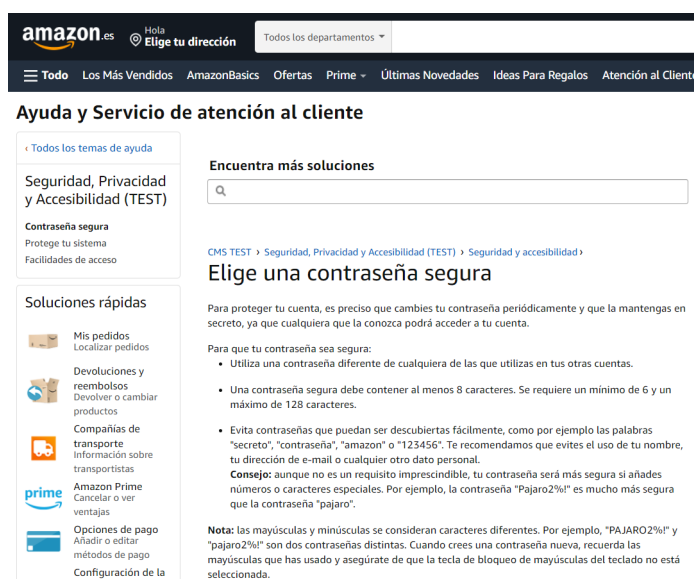 amazon.es
Hola
Elige tu dirección
Todos los departamentos
Todo Los Más Vendidos AmazonBasics Ofertas Prime Últimas Novedades Ideas Para Regalos Atención al Cliente
Ayuda y Servicio de atención al cliente
‹ Todos los temas de ayuda
Seguridad, Privacidad
y Accesibilidad (TEST)
Contraseña segura
Protege tu sistema
Facilidades de acceso
Soluciones rápidas
Mis pedidos
Localizar pedidos
Devoluciones y
reembolsos
Devolver o cambiar
productos
Compañías de
transporte
Información sobre
transportistas
prime
Amazon Prime
Cancelar o ver
ventajas
Opciones de pago
Añadir o editar
métodos de pago
Configuración de la
Encuentra más soluciones
CMS TEST › Seguridad, Privacidad y Accesibilidad (TEST) › Seguridad y accesibilidad ›
Elige una contraseña segura
Para proteger tu cuenta, es preciso que cambies tu contraseña periódicamente y que la mantengas en
secreto, ya que cualquiera que la conozca podrá acceder a tu cuenta.
Para que tu contraseña sea segura:
• Utiliza una contraseña diferente de cualquiera de las que utilizas en tus otras cuentas.
• Una contraseña segura debe contener al menos 8 caracteres. Se requiere un mínimo de 6 y un
máximo de 128 caracteres.
• Evita contraseñas que puedan ser descubiertas fácilmente, como por ejemplo las palabras
"secreto", "contraseña", "amazon" o "123456". Te recomendamos que evites el uso de tu nombre,
tu dirección de e-mail o cualquier otro dato personal.
Consejo: aunque no es un requisito imprescindible, tu contraseña será más segura si añades
números o caracteres especiales. Por ejemplo, la contraseña "Pajaro2%!" es mucho más segura
que la contraseña "pajaro".
Nota: las mayúsculas y minúsculas se consideran caracteres diferentes. Por ejemplo, "PAJARO2%!" y
"pajaro2%!" son dos contraseñas distintas. Cuando crees una contraseña nueva, recuerda las
mayúsculas que has usado y asegúrate de que la tecla de bloqueo de mayúsculas del teclado no está
seleccionada.